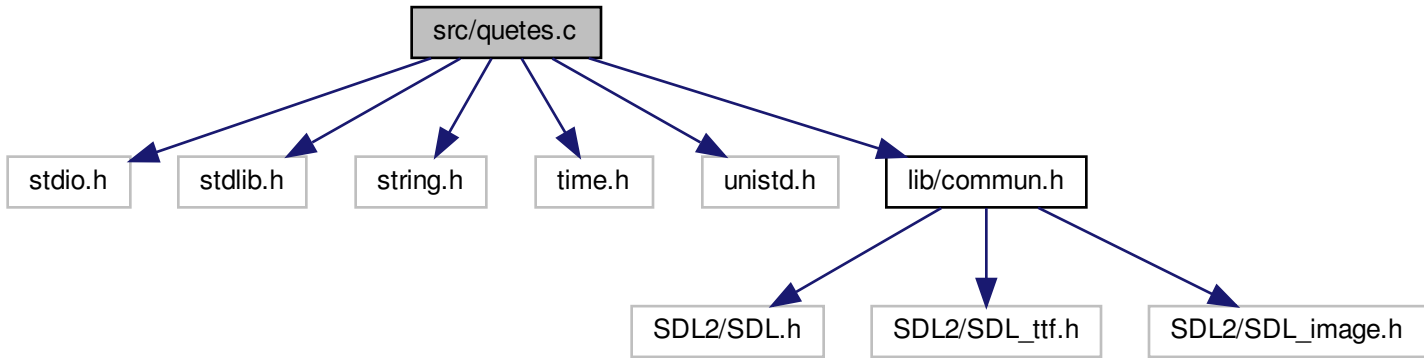 src/quetes.c
stdio.h
stdlib.h
string.h
time.h
unistd.h
lib/commun.h
SDL2/SDL.h
SDL2/SDL_ttf.h
SDL2/SDL_image.h